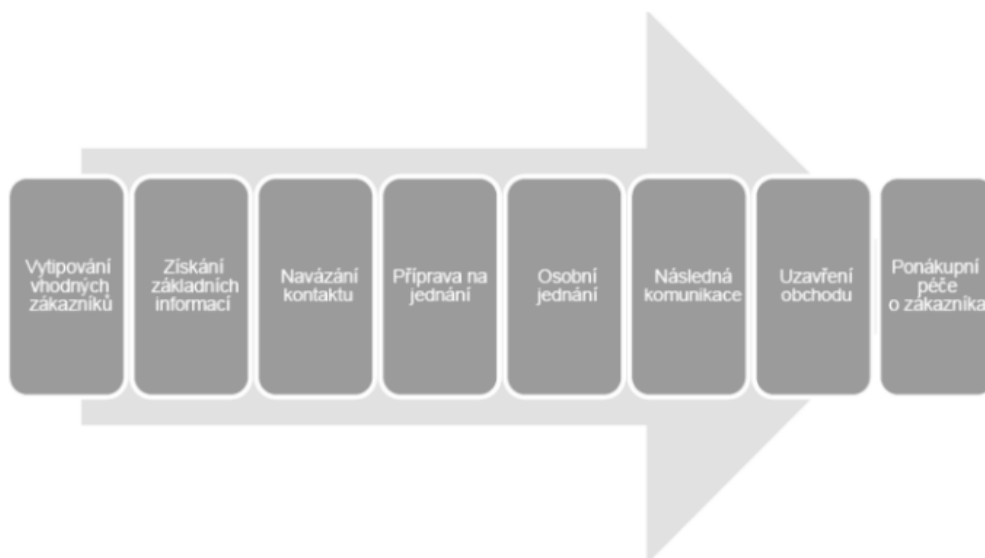 Vytipování
vhodných
zákazníků
Získání
základních
informací
Navázání
kontaktu
Příprava na
jednání
Osobní
jednání
Následná
komunikace
Uzavření
obchodu
Ponákupní
péče
o zákazníka